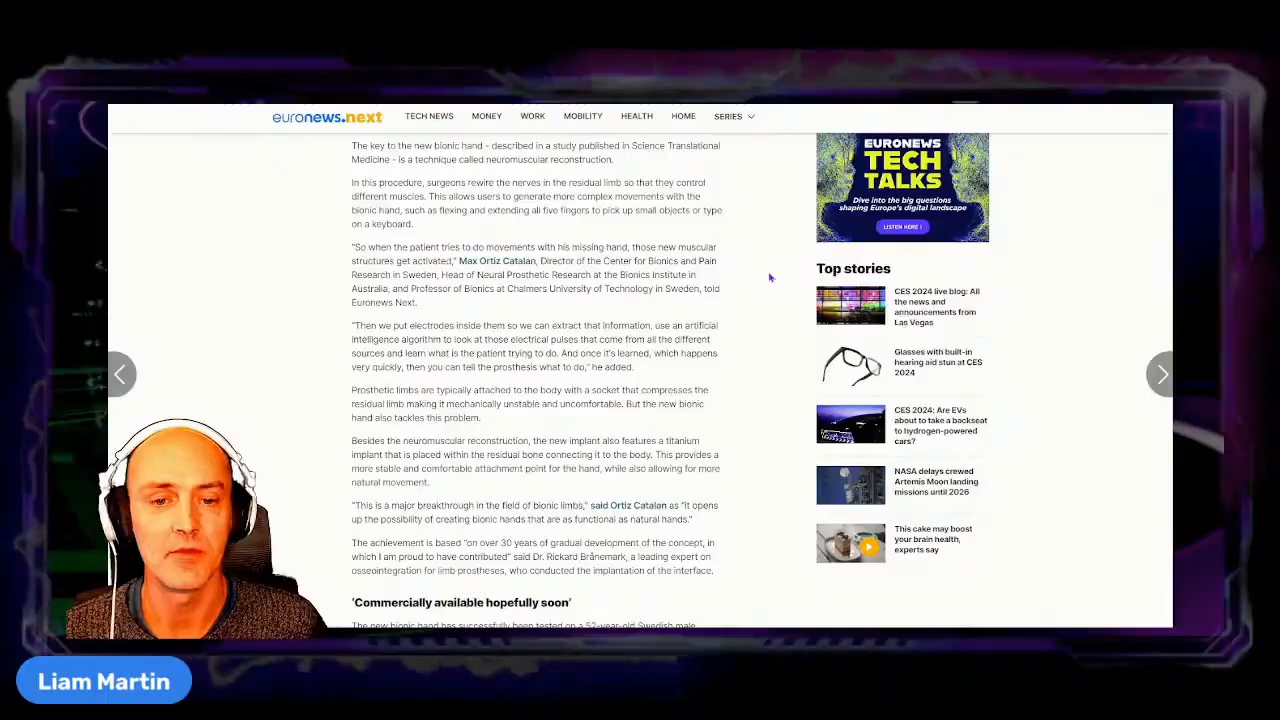 euronews.next
TECH NEWS MONEY WORK MOBILITY HEALTH HOME SERIES
The key to the new bionic hand - described in a study published in Science Translational
Medicine - is a technique called neuromuscular reconstruction.
In this procedure, surgeons rewire the nerves in the residual limb so that they control
different muscles. This allows users to generate more complex movements with the
bionic hand, such as flexing and extending all five fingers to pick up small objects or type
on a keyboard.
"So when the patient tries to do movements with his missing hand, those new muscular
structures get activated," Max Ortiz Catalan, Director of the Center for Bionics and Pain
Research in Sweden, Head of Neural Prosthetic Research at the Bionics Institute in
Australia, and Professor of Bionics at Chalmers University of Technology in Sweden, told
Euronews Next.
"Then we put electrodes inside them so we can extract that information, use an artificial
intelligence algorithm to look at those electrical pulses that come from all the different
sources and learn what is the patient trying to do. And once it's learned, which happens
very quickly, then you can tell the prosthesis what to do," he added.
Prosthetic limbs are typically attached to the body with a socket that compresses the
residual limb making it mechanically unstable and uncomfortable. But the new bionic
hand also tackles this problem.
Besides the neuromuscular reconstruction, the new implant also features a titanium
implant that is placed within the residual bone connecting it to the body. This provides a
more stable and comfortable attachment point for the hand, while also allowing for more
natural movement.
"This is a major breakthrough in the field of bionic limbs," said Ortiz Catalan as "it opens
up the possibility of creating bionic hands that are as functional as natural hands."
The achievement is based "on over 30 years of gradual development of the concept, in
which I am proud to have contributed" said Dr. Rickard Brånemark, a leading expert on
osseointegration for limb prostheses, who conducted the implantation of the interface.
'Commercially available hopefully soon'
The new bionic hand has successfully been tested on a 52-year-old Swedish male
EURONEWS
TECH
TALKS
Dive into the big questions
shaping Europe's digital landscape
LISTEN HERE >
Top stories
CES 2024 live blog: All
the news and
announcements from
Las Vegas
Glasses with built-in
hearing aid stun at CES
2024
CES 2024: Are EVs
about to take a backseat
to hydrogen-powered
cars?
NASA delays crewed
Artemis Moon landing
missions until 2026
This cake may boost
your brain health,
experts say
Liam Martin